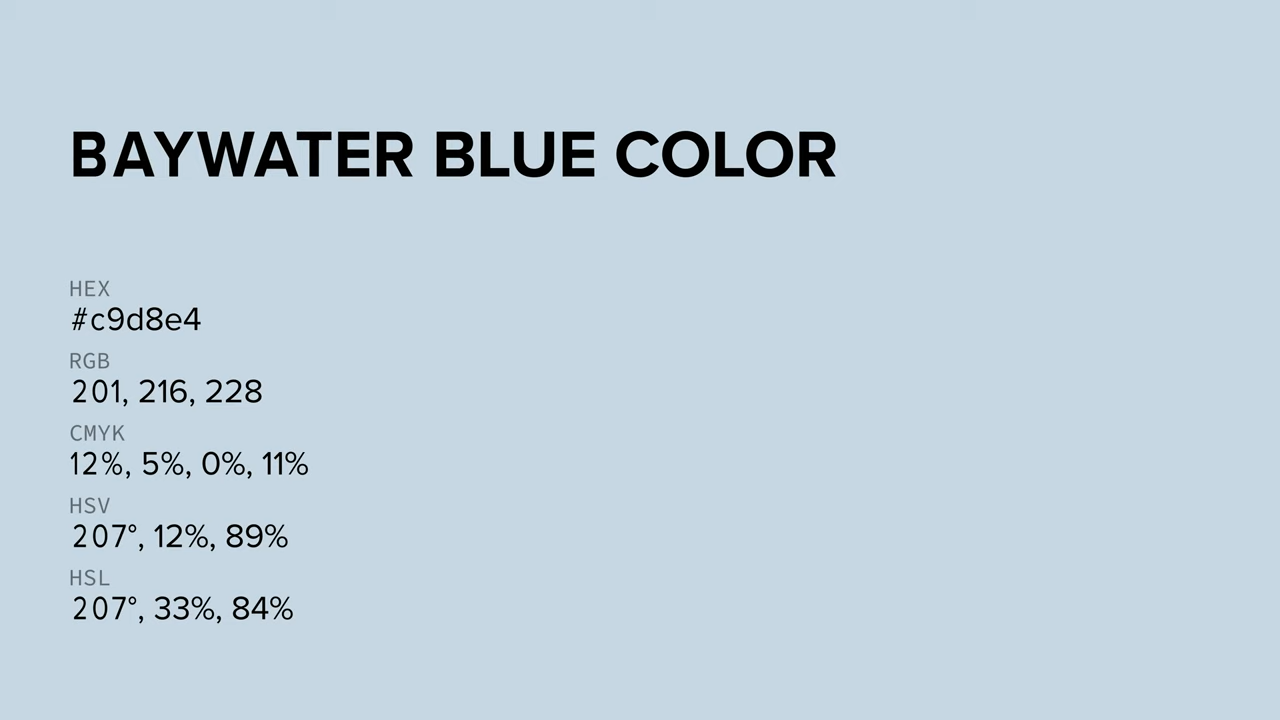 BAYWATER BLUE COLOR
HEX
#c9d8e4
RGB
201, 216, 228
CMYK
12%, 5%, 0%, 11%
HSV
207°, 12%, 89%
HSL
207°, 33%, 84%